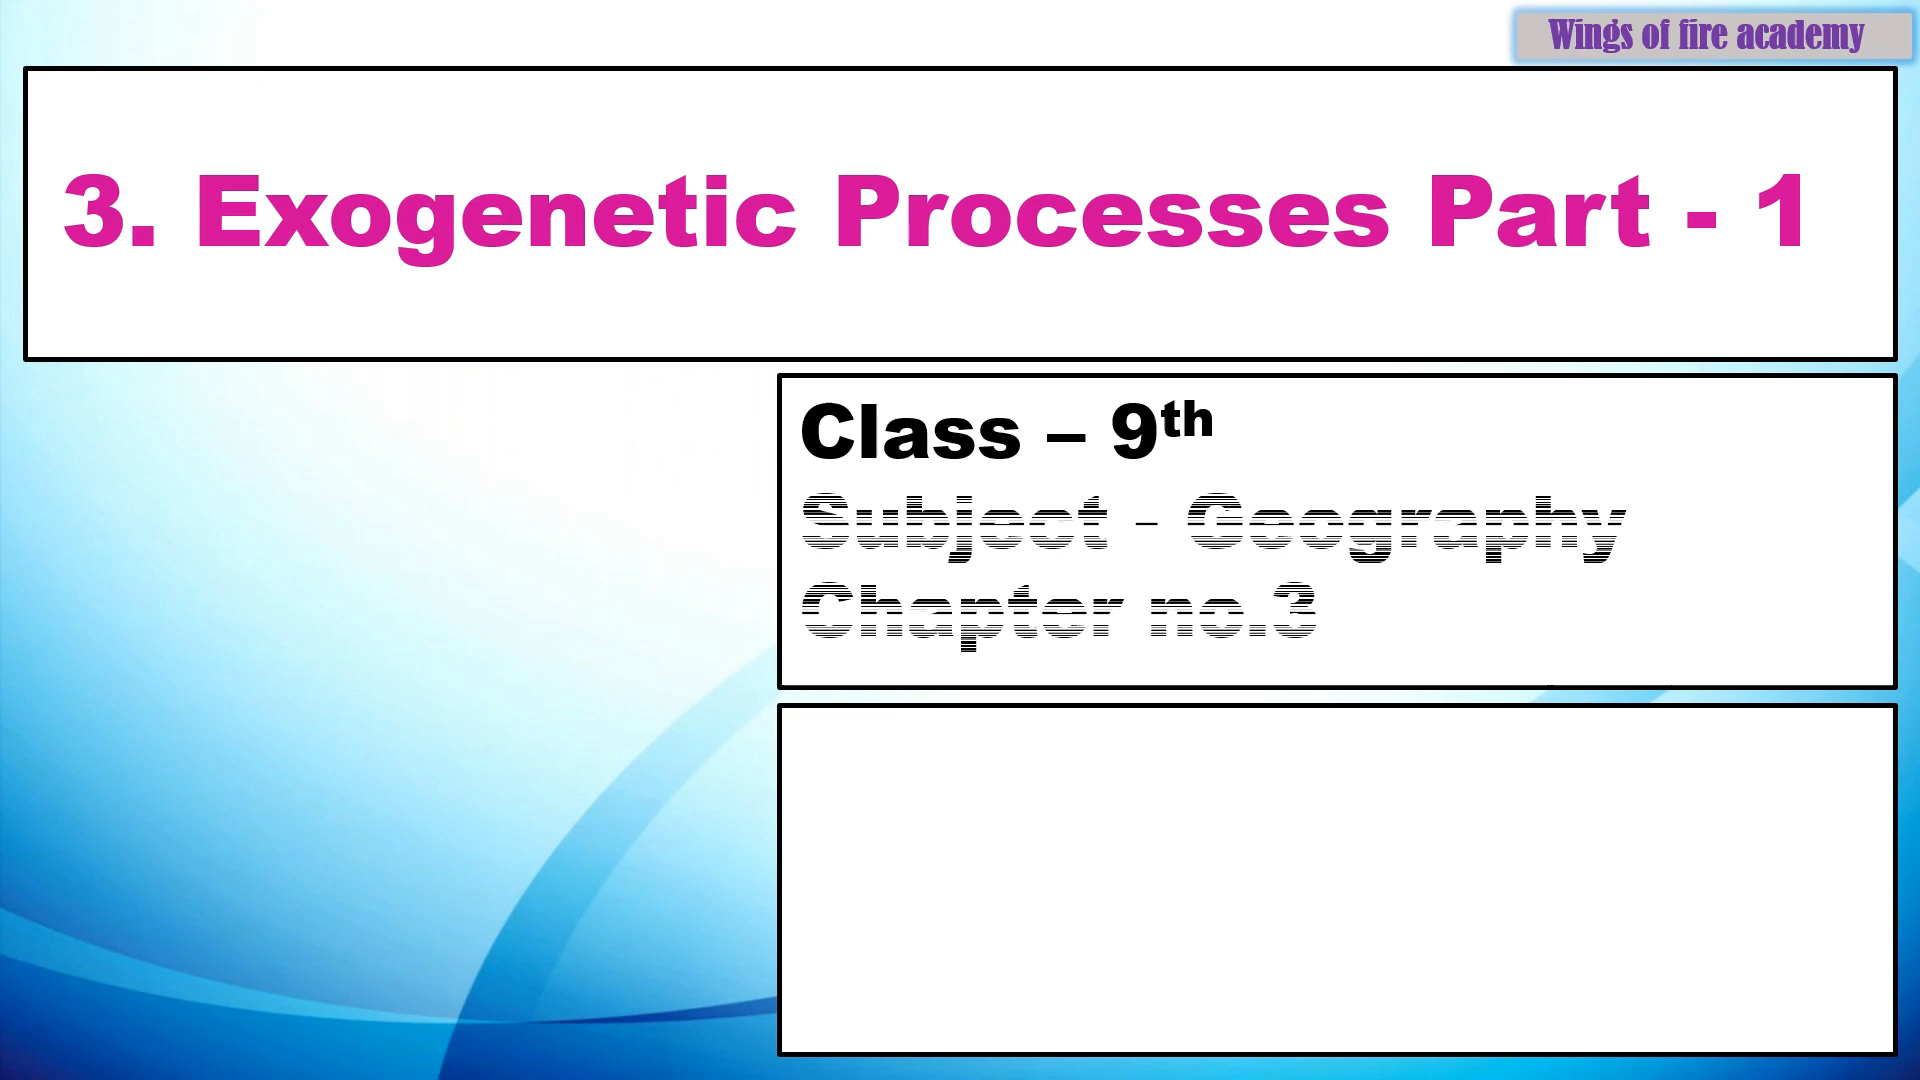 Wings of fire academy
3. Exogenetic Processes Part - 1
Class – 9th
Subject - Geography
Chapter no.3